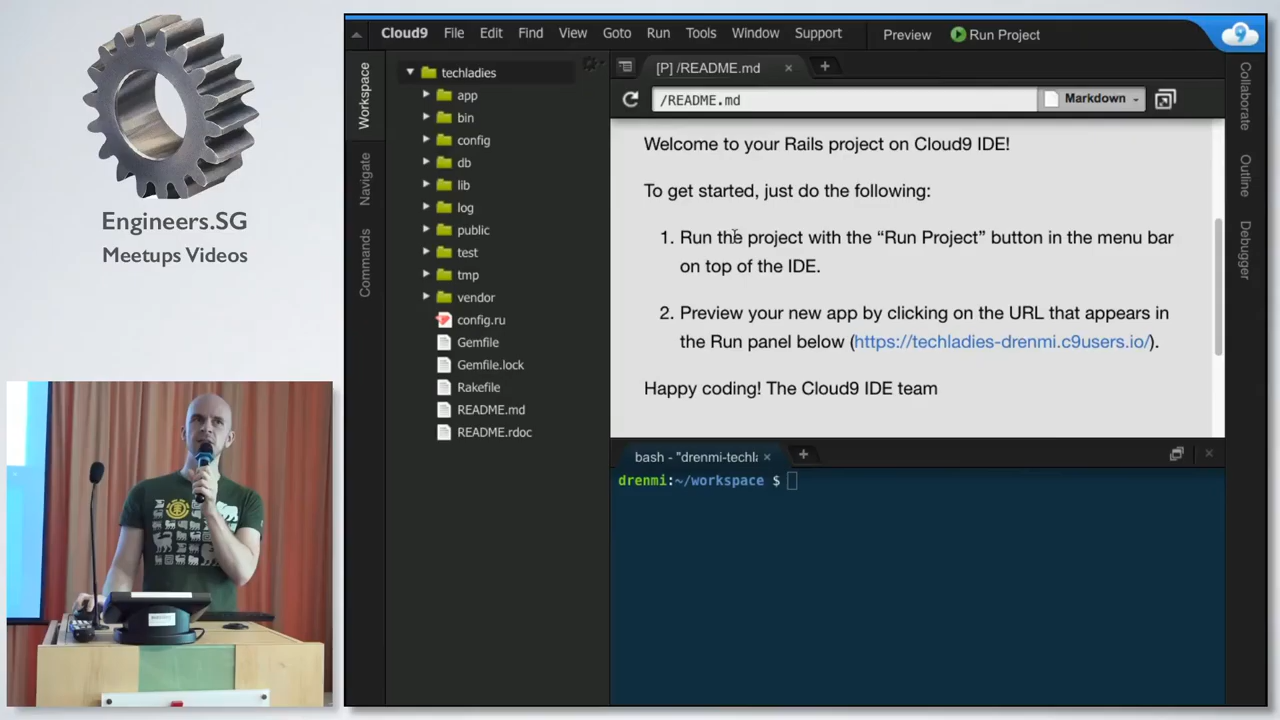 Engineers.SG
Meetups Videos
Cloud9 File Edit Find View Goto Run Tools Window Support Preview Run Project
9
Workspace
Navigate
Commands
techladies
app
bin
config
db
lib
log
public
test
tmp
vendor
config.ru
Gemfile
Gemfile.lock
Rakefile
README.md
README.rdoc
[P] /README.md
/README.md
Markdown
Welcome to your Rails project on Cloud9 IDE!
To get started, just do the following:
1. Run the project with the “Run Project” button in the menu bar
on top of the IDE.
2. Preview your new app by clicking on the URL that appears in
the Run panel below (https://techladies-drenmi.c9users.io/).
Happy coding! The Cloud9 IDE team
bash - "drenmi-techla
drenmi:~/workspace $
Collaborate
Outline
Debugger